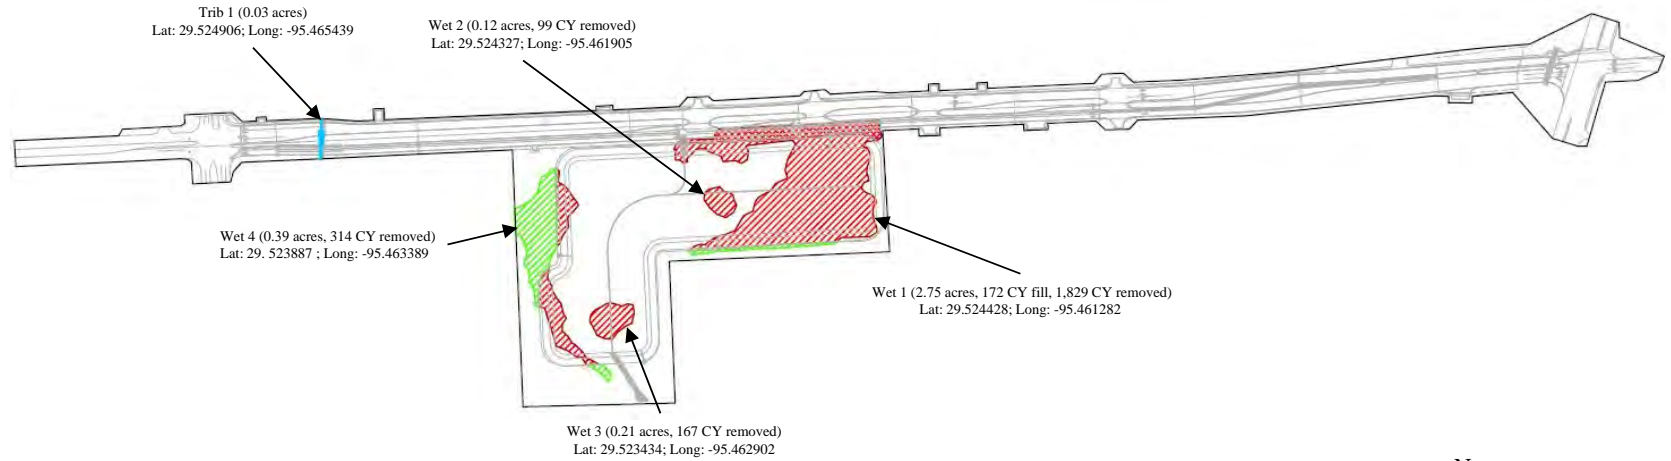 Trib 1 (0.03 acres)
Lat: 29.524906; Long: -95.465439
Wet 2 (0.12 acres, 99 CY removed)
Lat: 29.524327; Long: -95.461905
Wet 4 (0.39 acres, 314 CY removed)
Lat: 29. 523887 ; Long: -95.463389
Wet 1 (2.75 acres, 172 CY fill, 1,829 CY removed)
Lat: 29.524428; Long: -95.461282
Wet 3 (0.21 acres, 167 CY removed)
Lat: 29.523434; Long: -95.462902